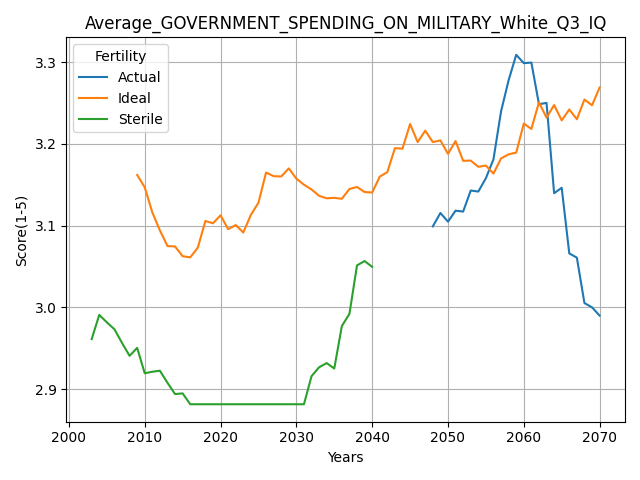 Average_GOVERNMENT_SPENDING_ON_MILITARY_White_Q3_IQ
Fertility
Actual
Ideal
Sterile
Score(1-5)
3.3
3.2
3.1
3.0
2.9
2000 2010 2020 2030 2040 2050 2060 2070
Years